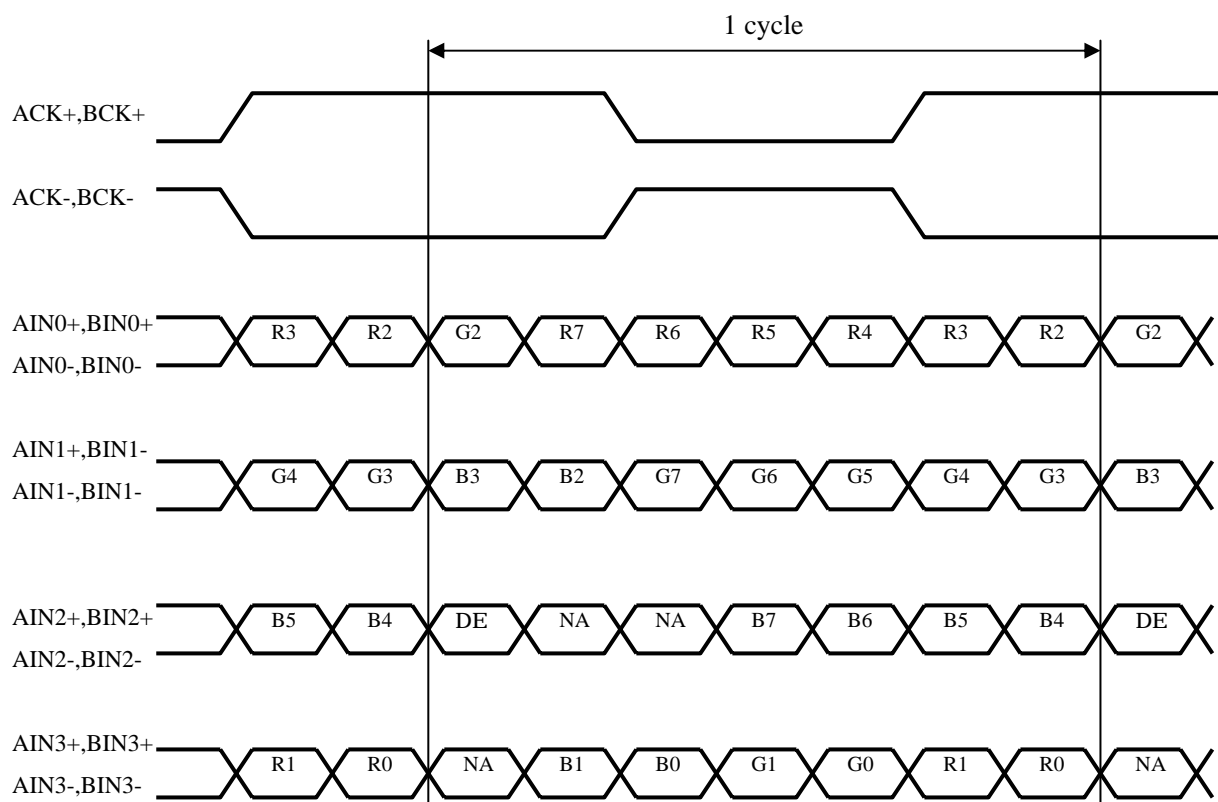 1 cycle
ACK+,BCK+
ACK-,BCK-
AIN0+,BIN0+
R3 R2 G2 R7 R6 R5 R4 R3 R2 G2
AIN0-,BIN0-
AIN1+,BIN1-
G4 G3 B3 B2 G7 G6 G5 G4 G3 B3
AIN1-,BIN1-
AIN2+,BIN2+
B5 B4 DE NA NA B7 B6 B5 B4 DE
AIN2-,BIN2-
AIN3+,BIN3+
R1 R0 NA B1 B0 G1 G0 R1 R0 NA
AIN3-,BIN3-